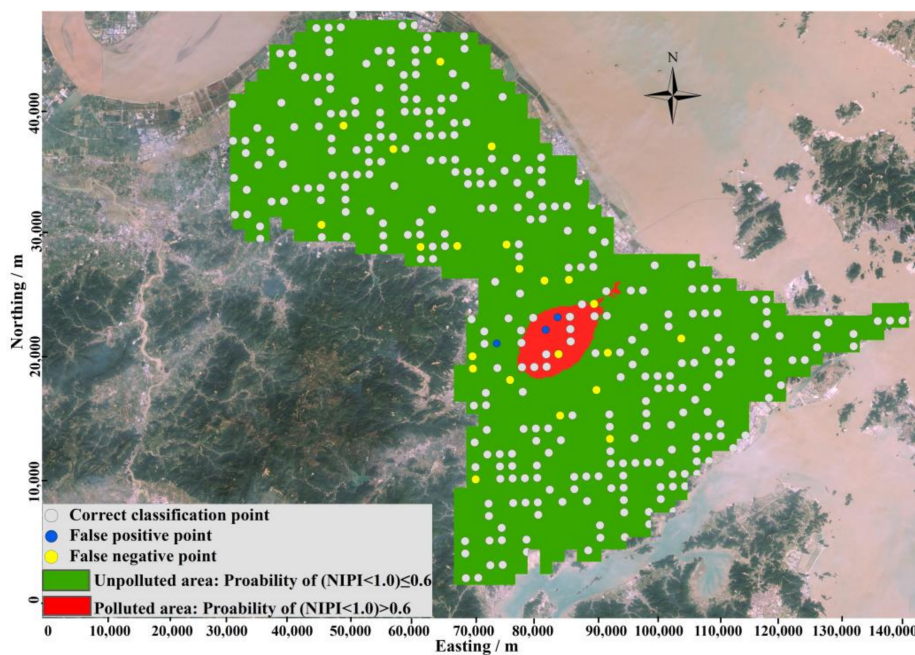 N
40,000
30,000
20,000
10,000
0
Northing / m
Correct classification point
False positive point
False negative point
Unpolluted area: Proability of (NIPI<1.0)≤0.6
Polluted area: Proability of (NIPI<1.0)>0.6
0 10,000 20,000 30,000 40,000 50,000 60,000 70,000 80,000 90,000 100,000 110,000 120,000 130,000 140,000
Easting / m